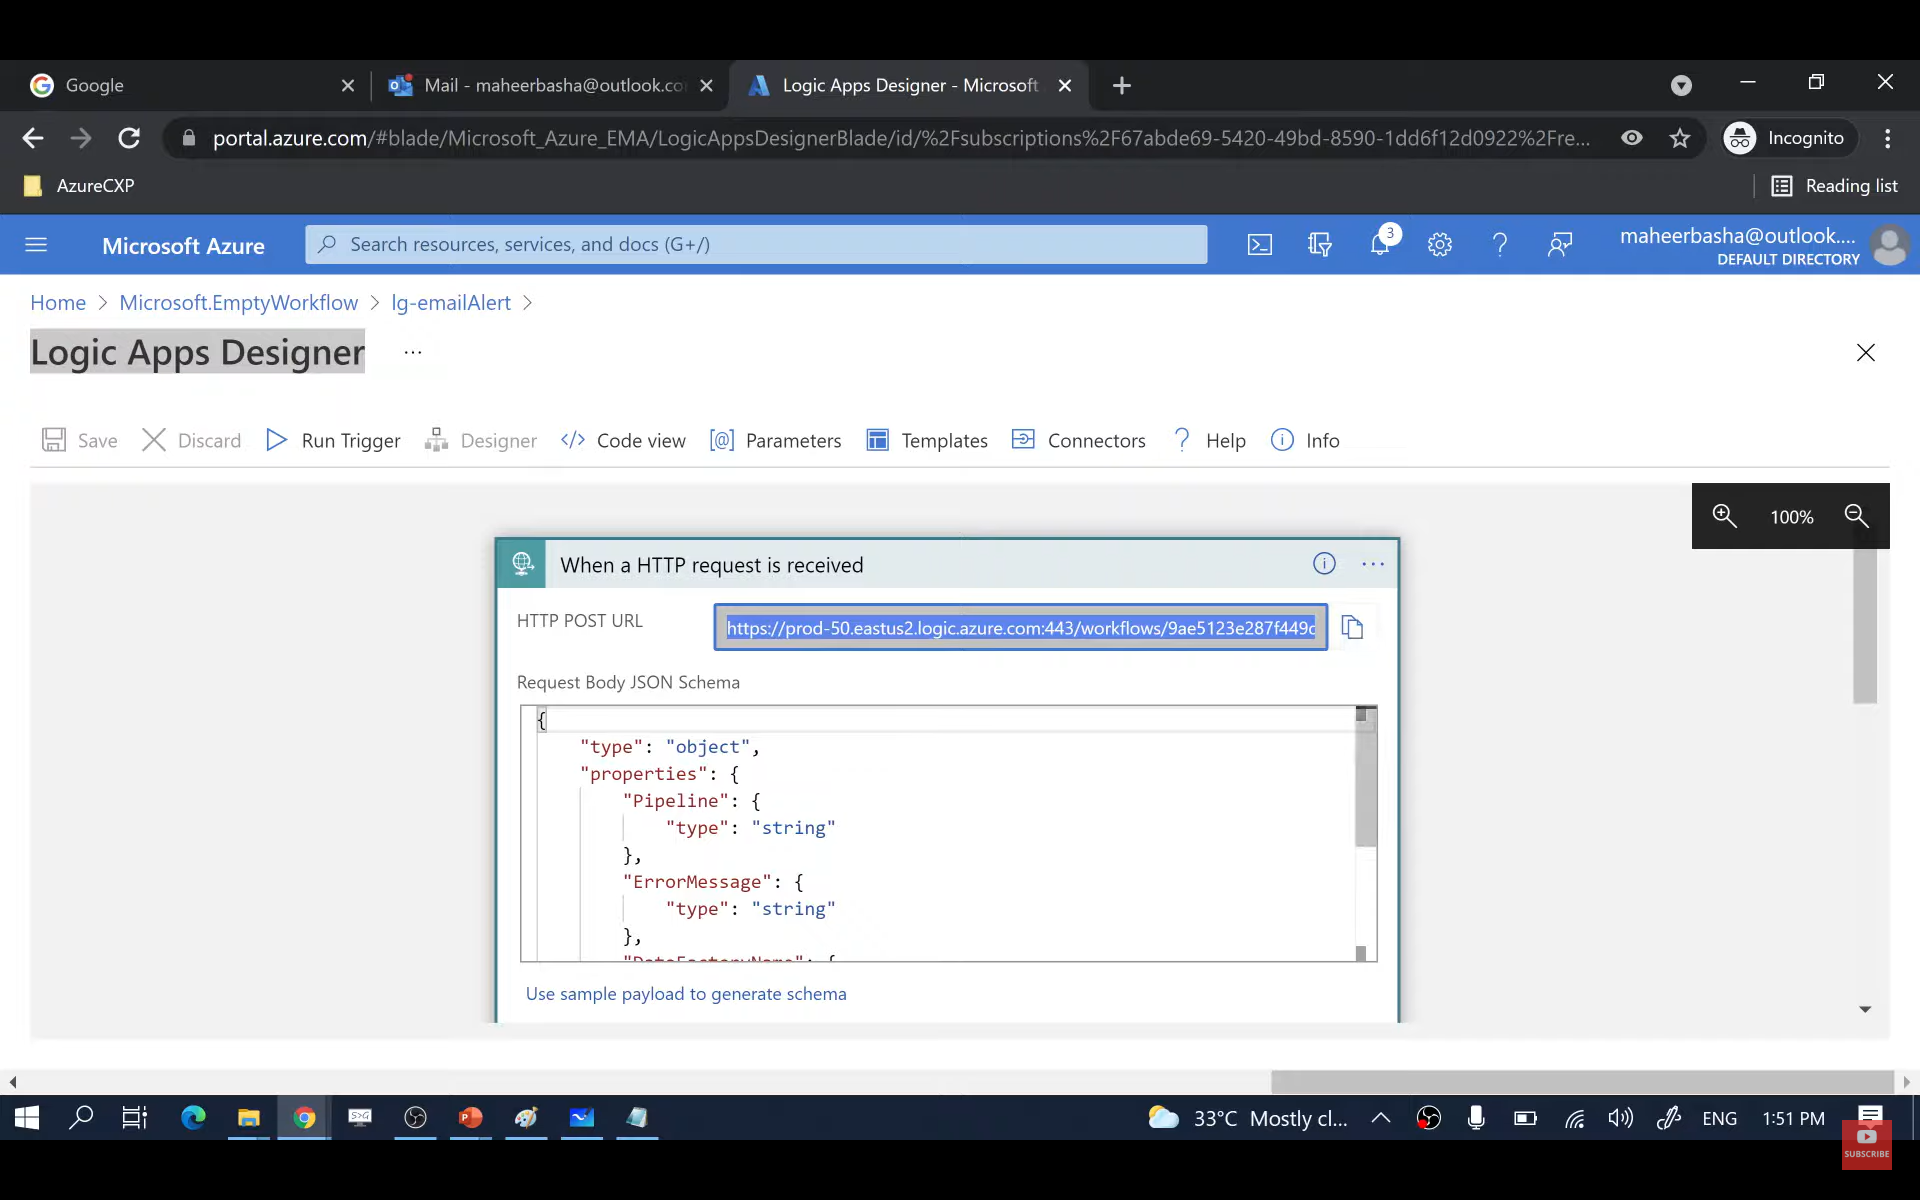 Google
Mail - maheerbasha@outlook.co
Logic Apps Designer - Microsoft
portal.azure.com/#blade/Microsoft_Azure_EMA/LogicAppsDesignerBlade/id/%2Fsubscriptions%2F67abde69-5420-49bd-8590-1dd6f12d0922%2Fre...
Incognito
AzureCXP
Reading list
Microsoft Azure
Search resources, services, and docs (G+/)
3
maheerbasha@outlook....
DEFAULT DIRECTORY
Home > Microsoft.EmptyWorkflow > lg-emailAlert >
Logic Apps Designer ...
Save Discard Run Trigger Designer </> Code view [@] Parameters Templates Connectors ? Help Info
100%
When a HTTP request is received
HTTP POST URL
https://prod-50.eastus2.logic.azure.com:443/workflows/9ae5123e287f449c
Request Body JSON Schema
{
"type": "object",
"properties": {
"Pipeline": {
"type": "string"
},
"ErrorMessage": {
"type": "string"
},
"DataFactoryName": {
Use sample payload to generate schema
33°C Mostly cl...
ENG
1:51 PM
SUBSCRIBE